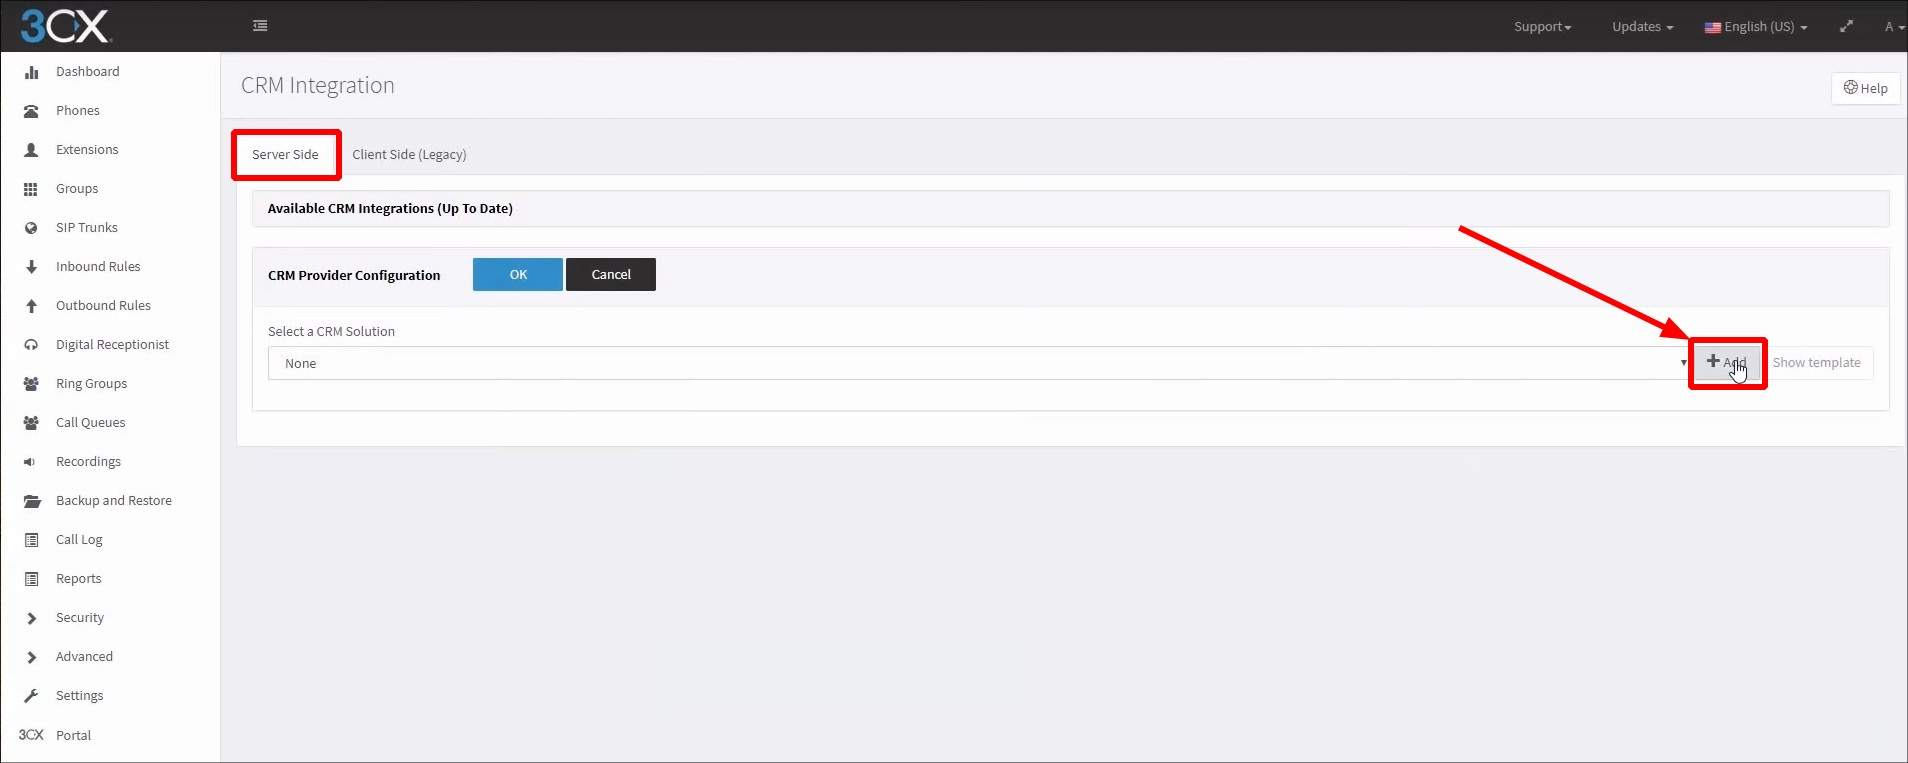 3CX
Support
Updates
English (US)
A
Dashboard
Phones
Extensions
Groups
SIP Trunks
Inbound Rules
Outbound Rules
Digital Receptionist
Ring Groups
Call Queues
Recordings
Backup and Restore
Call Log
Reports
Security
Advanced
Settings
3CX Portal
CRM Integration
Help
Server Side
Client Side (Legacy)
Available CRM Integrations (Up To Date)
CRM Provider Configuration
OK
Cancel
Select a CRM Solution
None
Add
Show template